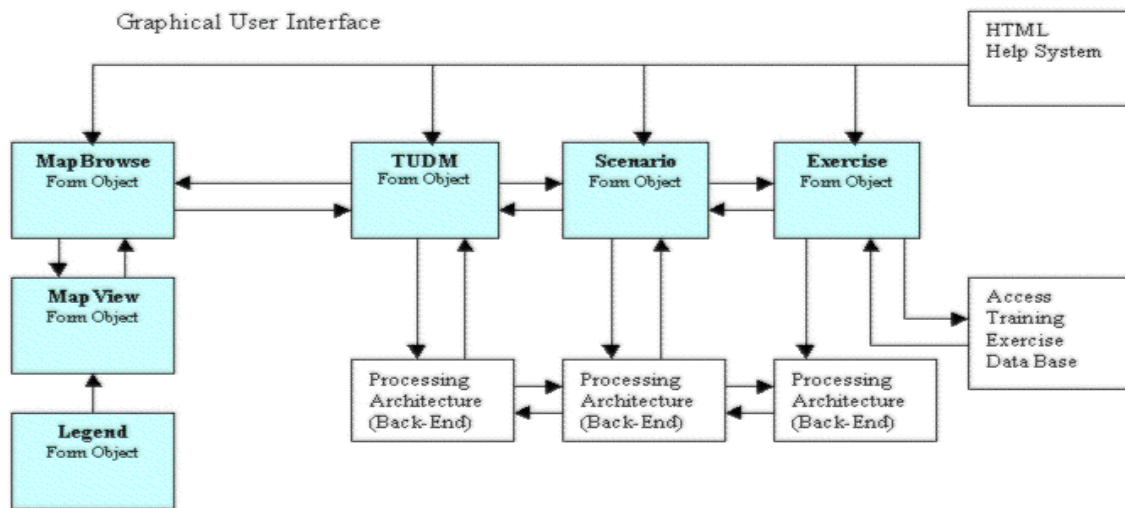 Graphical User Interface
HTML
Help System
MapBrowse
Form Object
TUDM
Form Object
Scenario
Form Object
Exercise
Form Object
MapView
Form Object
Access
Training
Exercise
Data Base
Processing
Architecture
(Back-End)
Processing
Architecture
(Back-End)
Processing
Architecture
(Back-End)
Legend
Form Object